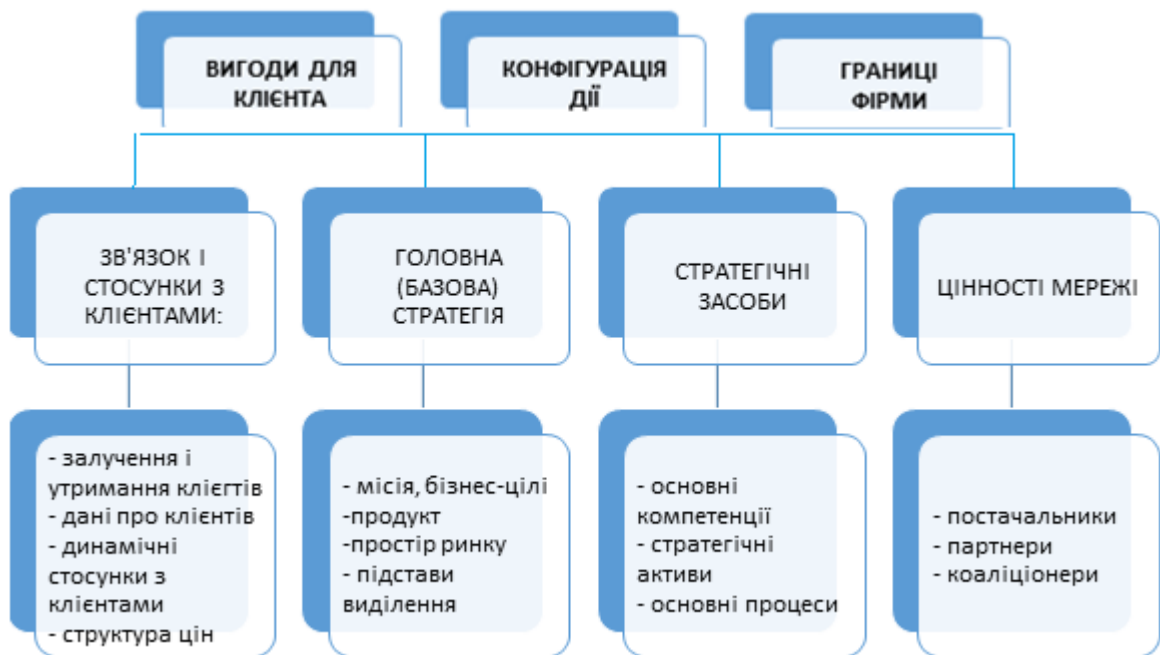 ВИГОДИ ДЛЯ
КЛІЄНТА
КОНФІГУРАЦІЯ
ДІЇ
ГРАНИЦІ
ФІРМИ
ЗВ'ЯЗОК І
СТОСУНКИ З
КЛІЄНТАМИ:
ГОЛОВНА
(БАЗОВА)
СТРАТЕГІЯ
СТРАТЕГІЧНІ
ЗАСОБИ
ЦІННОСТІ МЕРЕЖІ
- залучення і
утримання клієгтів
- дані про клієнтів
- динамічні
стосунки з
клієнтами
- структура цін
- місія, бізнес-цілі
-продукт
-простір ринку
- підстави
виділення
- основні
компетенції
- стратегічні
активи
- основні процеси
- постачальники
- партнери
- коаліціонери